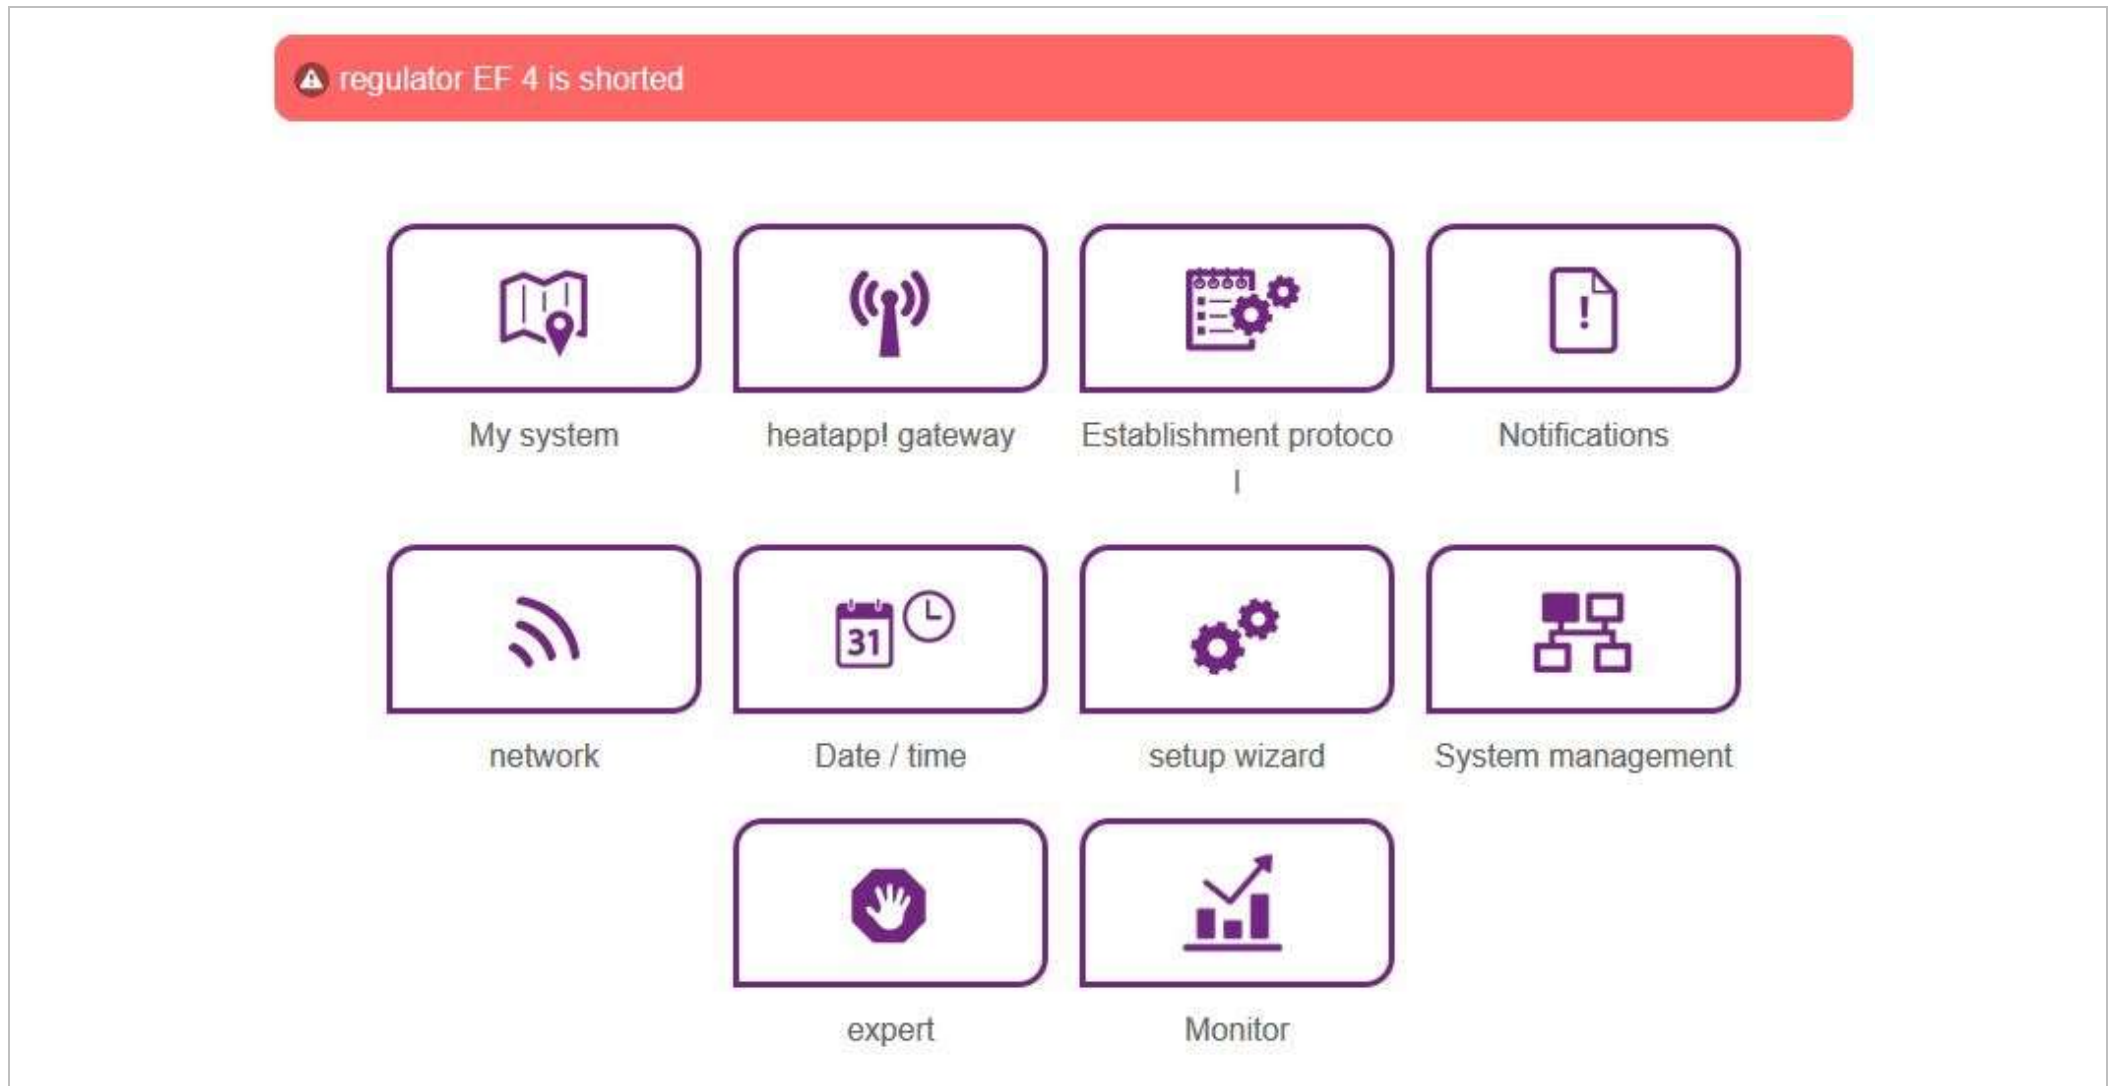 regulator EF 4 is shorted
My system
heatapp! gateway
Establishment protoco
l
Notifications
31
network
Date / time
setup wizard
System management
expert
Monitor